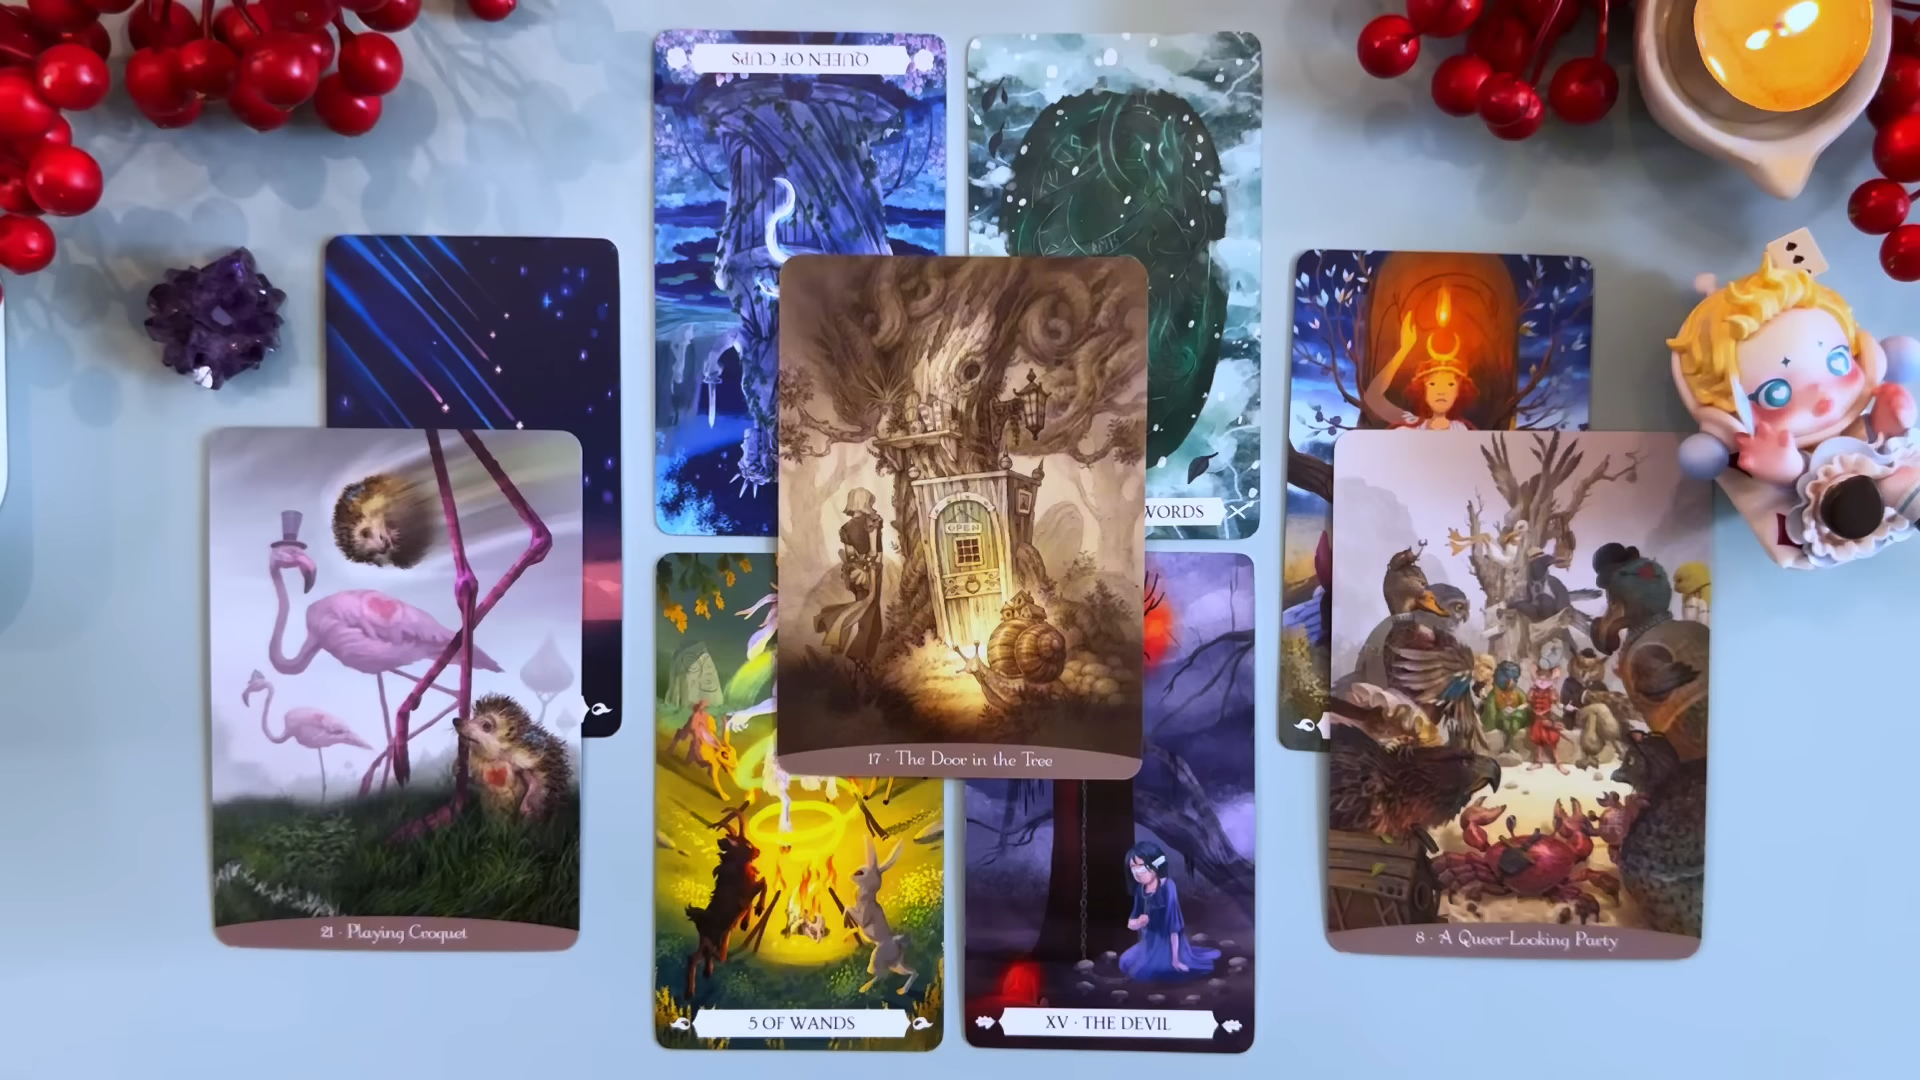 QUEEN OF CUPS
WORDS
OPEN
17 · The Door in the Tree
21 · Playing Croquet
8 · A Queer-Looking Party
5 OF WANDS
XV · THE DEVIL